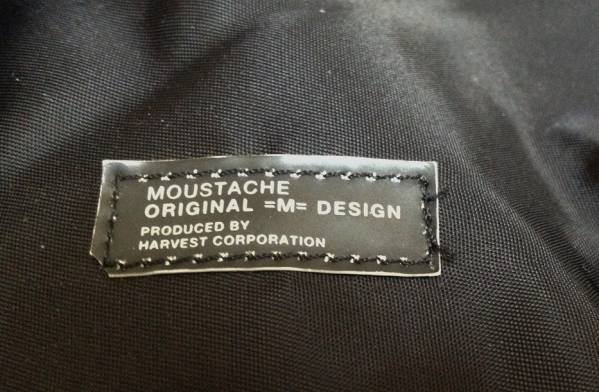 MOUSTACHE
ORIGINAL =M= DESIGN
PRODUCED BY
HARVEST CORPORATION